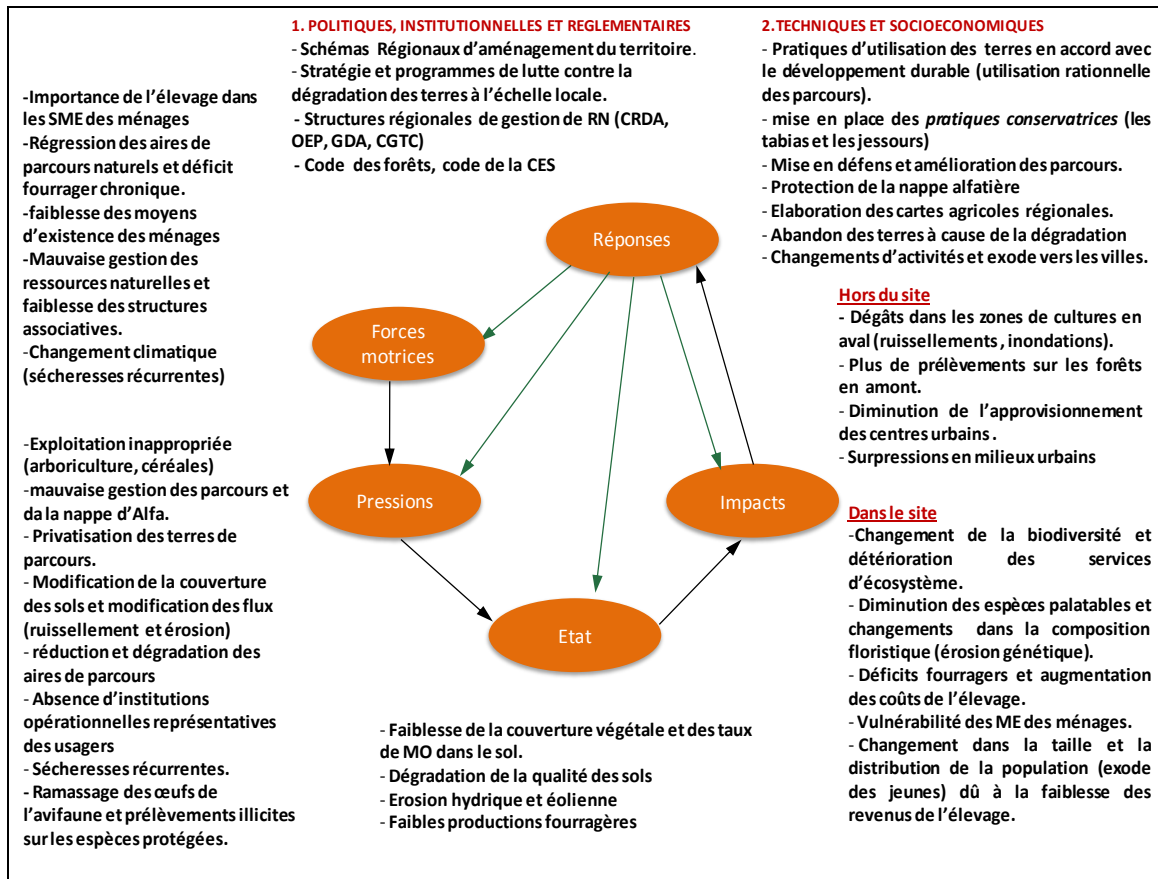 1. POLITIQUES, INSTITUTIONNELLES ET REGLEMENTAIRES
- Schémas Régionaux d'aménagement du territoire.
- Stratégie et programmes de lutte contre la
dégradation des terres à l'échelle locale.
- Structures régionales de gestion de RN (CRDA,
OEP, GDA, CGTC)
- Code des forêts, code de la CES
2.TECHNIQUES ET SOCIOECONOMIQUES
- Pratiques d'utilisation des terres en accord avec
le développement durable (utilisation rationnelle
des parcours).
- mise en place des pratiques conservatrices (les
tabias et les jessours)
- Mise en défens et amélioration des parcours.
- Protection de la nappe alfatière
- Elaboration des cartes agricoles régionales.
- Abandon des terres à cause de la dégradation
- Changements d'activités et exode vers les villes.
-Importance de l'élevage dans
les SME des ménages
-Régression des aires de
parcours naturels et déficit
fourrager chronique.
-faiblesse des moyens
d'existence des ménages
-Mauvaise gestion des
ressources naturelles et
faiblesse des structures
associatives.
-Changement climatique
(sécheresses récurrentes)
Réponses
Forces
motrices
Pressions
Impacts
Etat
Hors du site
- Dégâts dans les zones de cultures en
aval (ruissellements , inondations).
- Plus de prélèvements sur les forêts
en amont.
- Diminution de l'approvisionnement
des centres urbains .
- Surpressions en milieux urbains
-Exploitation inappropriée
(arboriculture, céréales)
-mauvaise gestion des parcours et
da la nappe d'Alfa.
- Privatisation des terres de
parcours.
- Modification de la couverture
des sols et modification des flux
(ruissellement et érosion)
- réduction et dégradation des
aires de parcours
- Absence d'institutions
opérationnelles représentatives
des usagers
- Sécheresses récurrentes.
- Ramassage des œufs de
l'avifaune et prélèvements illicites
sur les espèces protégées.
Dans le site
-Changement de la biodiversité et
détérioration des services
d'écosystème.
- Diminution des espèces palatables et
changements dans la composition
floristique (érosion génétique).
- Déficits fourragers et augmentation
des coûts de l'élevage.
- Vulnérabilité des ME des ménages.
- Changement dans la taille et la
distribution de la population (exode
des jeunes) dû à la faiblesse des
revenus de l'élevage.
- Faiblesse de la couverture végétale et des taux
de MO dans le sol.
- Dégradation de la qualité des sols
- Erosion hydrique et éolienne
- Faibles productions fourragères